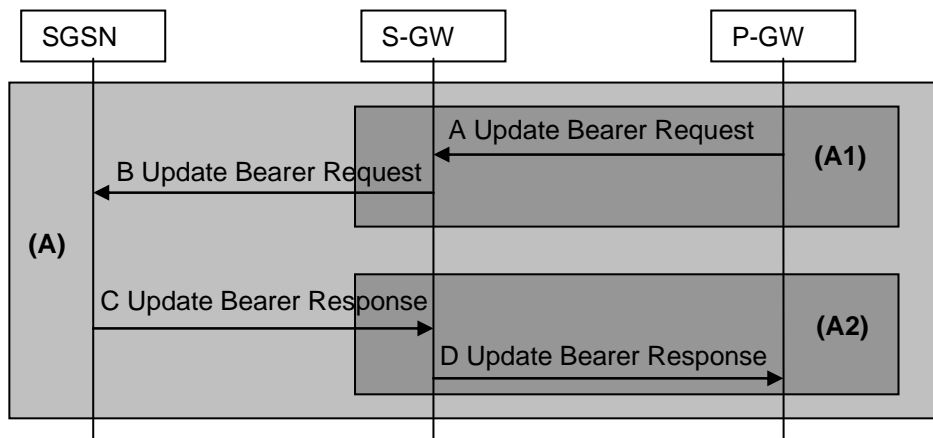 SGSN
S-GW
P-GW
A Update Bearer Request
(A1)
B Update Bearer Request
(A)
C Update Bearer Response
(A2)
D Update Bearer Response